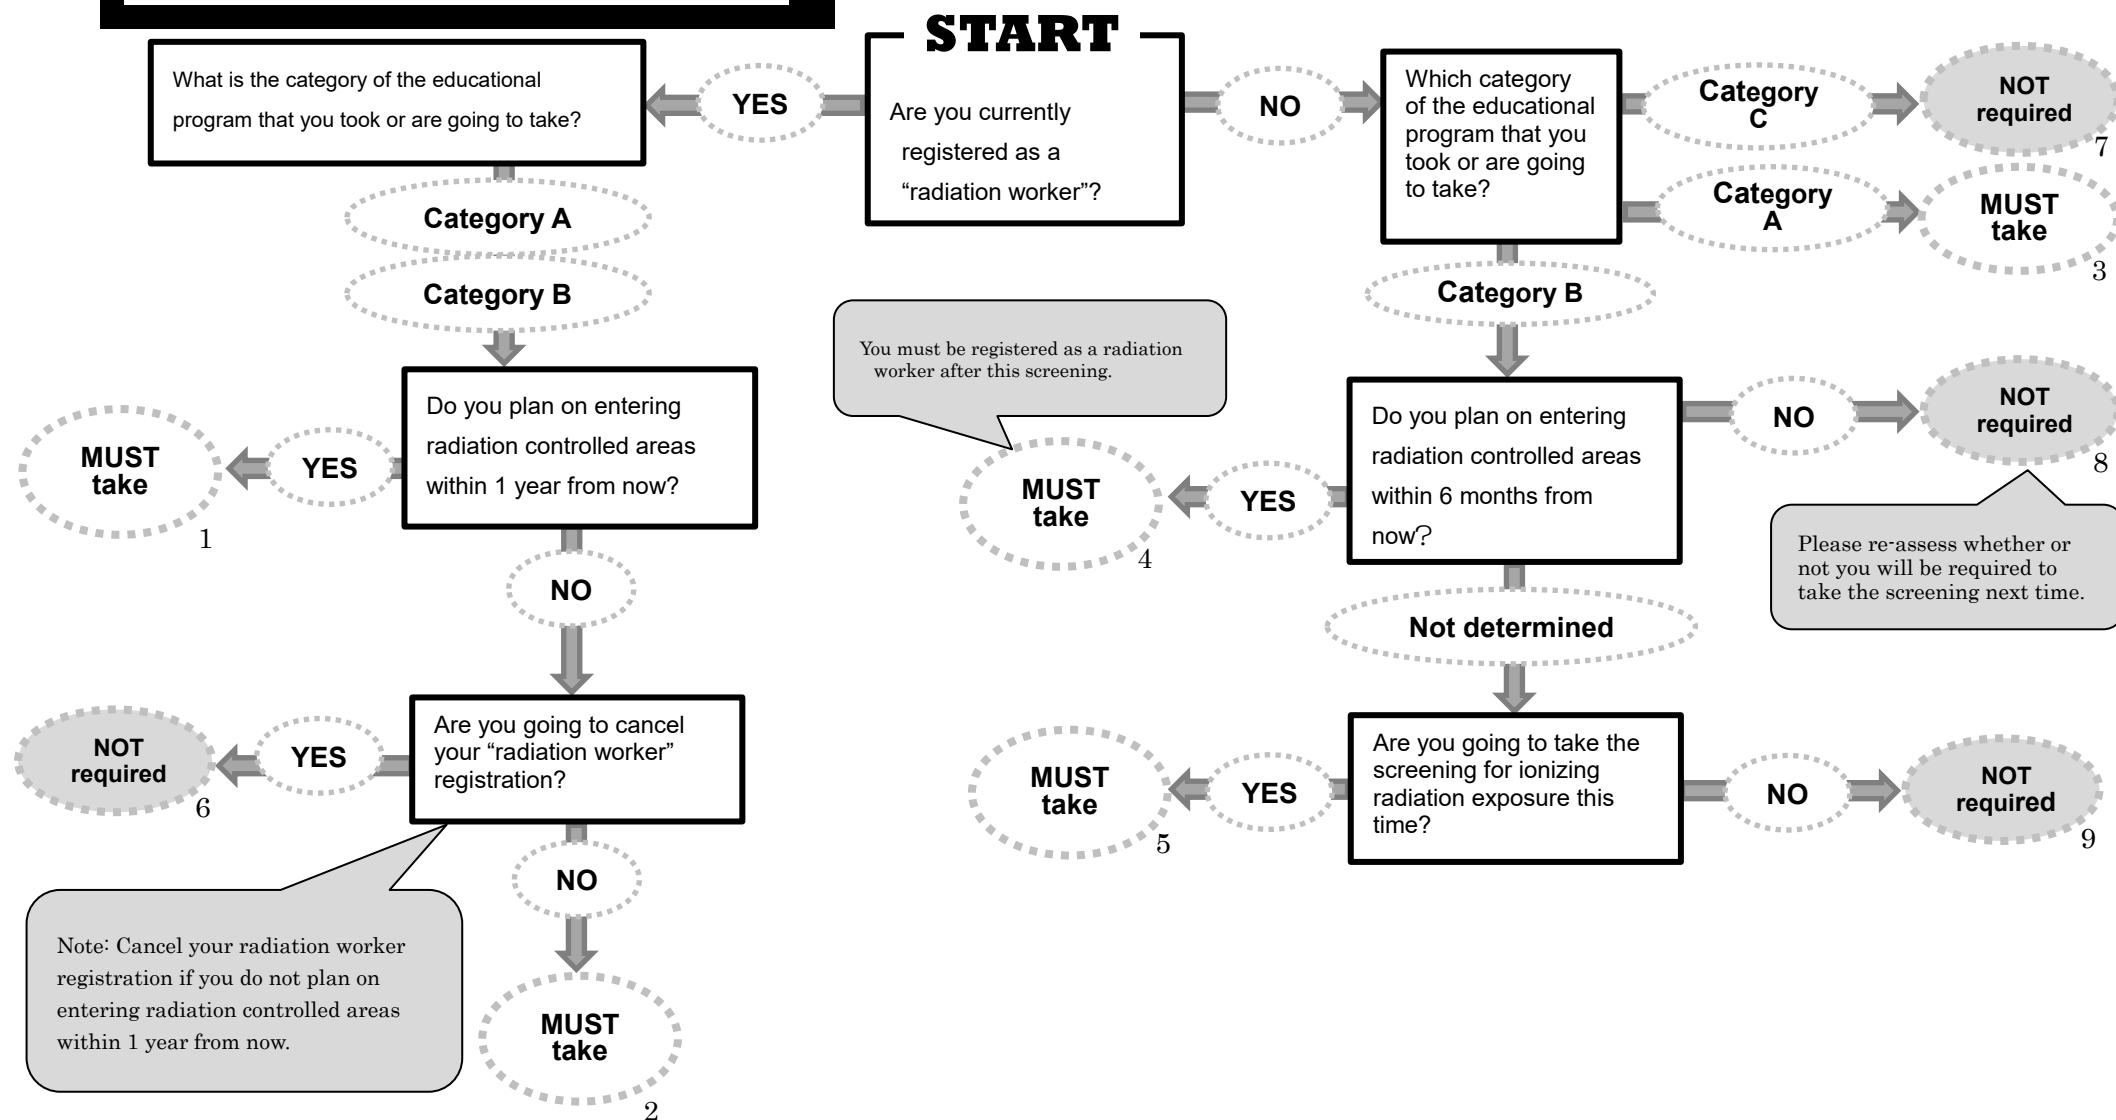 START
Are you currently
registered as a
“radiation worker”?
YES
What is the category of the educational
program that you took or are going to take?
Category A
Category B
Do you plan on entering
radiation controlled areas
within 1 year from now?
YES
MUST
take
1
NO
Are you going to cancel
your “radiation worker”
registration?
YES
NOT
required
6
Note: Cancel your radiation worker
registration if you do not plan on
entering radiation controlled areas
within 1 year from now.
NO
MUST
take
2
NO
Which category
of the educational
program that you
took or are going
to take?
Category
C
NOT
required
7
Category
A
MUST
take
3
Category B
Do you plan on entering
radiation controlled areas
within 6 months from
now?
YES
MUST
take
4
You must be registered as a radiation
worker after this screening.
NO
NOT
required
8
Please re-assess whether or
not you will be required to
take the screening next time.
Not determined
Are you going to take the
screening for ionizing
radiation exposure this
time?
YES
MUST
take
5
NO
NOT
required
9